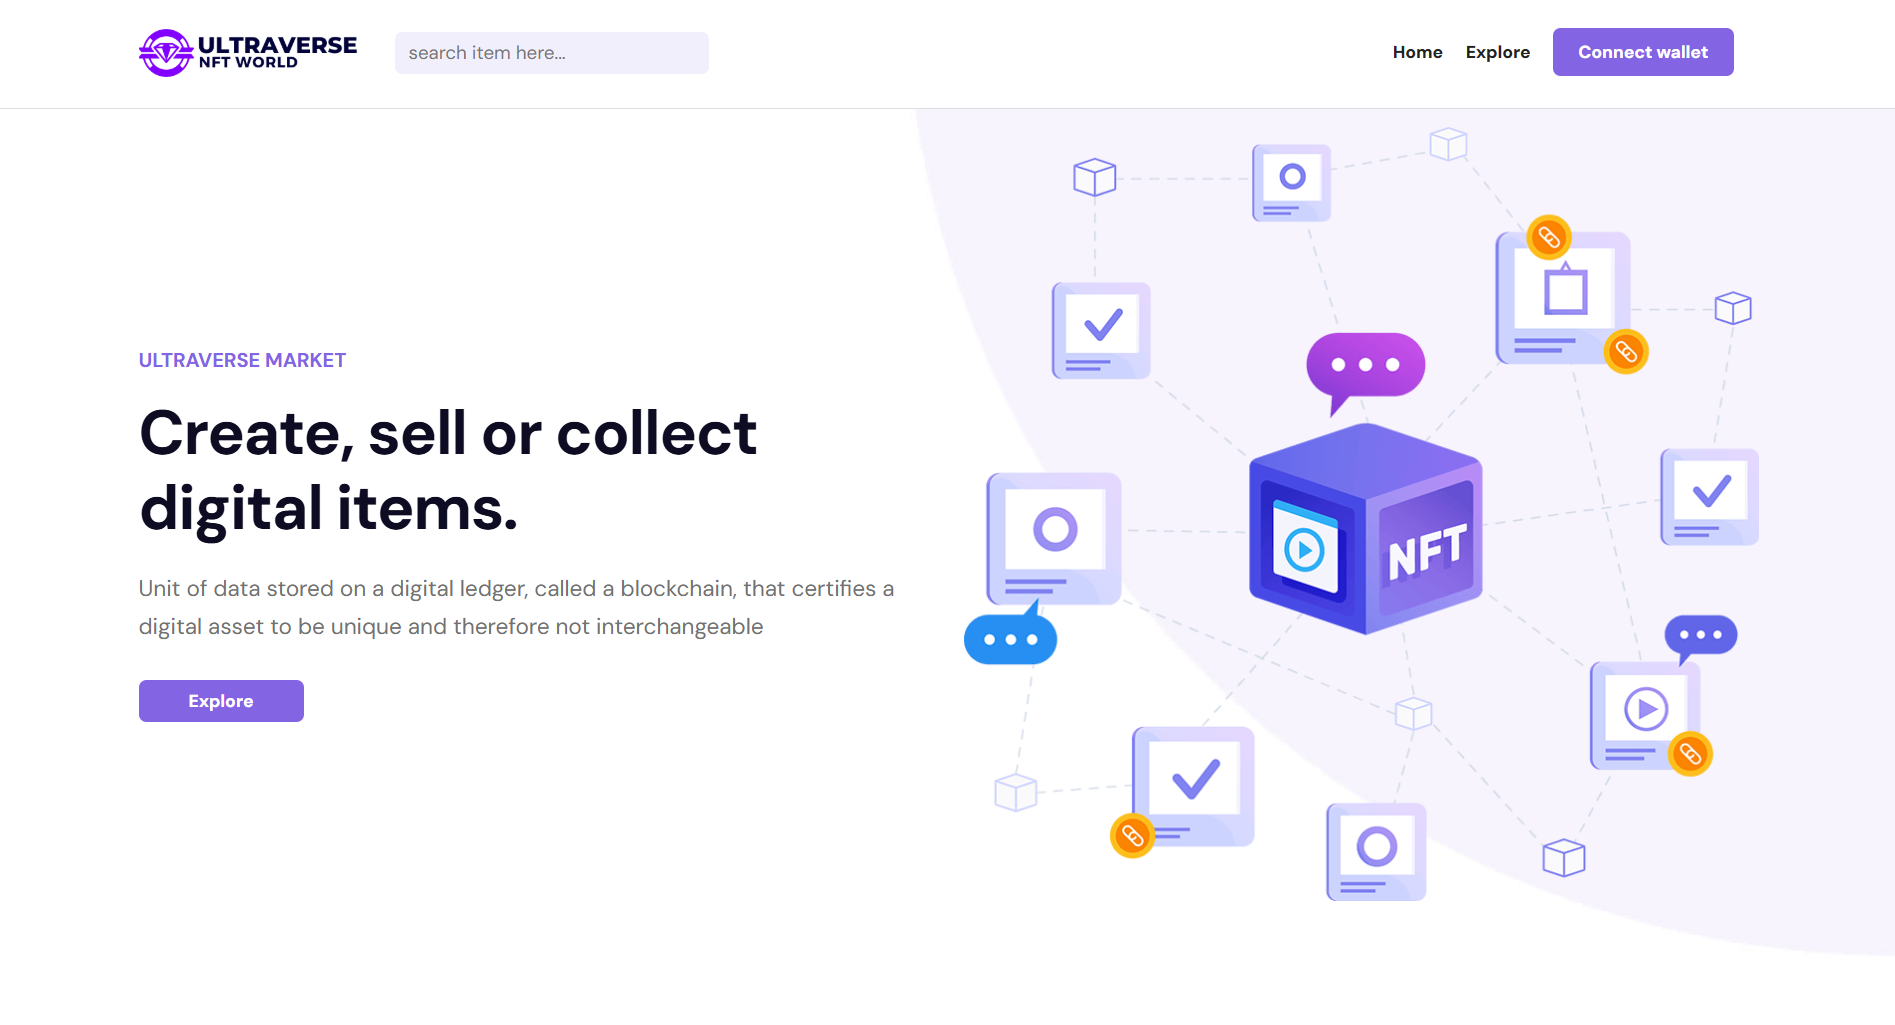 ULTRAVERSE
NFT WORLD
search item here...
Home
Explore
Connect wallet
ULTRAVERSE MARKET
Create, sell or collect
digital items.
Unit of data stored on a digital ledger, called a blockchain, that certifies a
digital asset to be unique and therefore not interchangeable
Explore
NFT